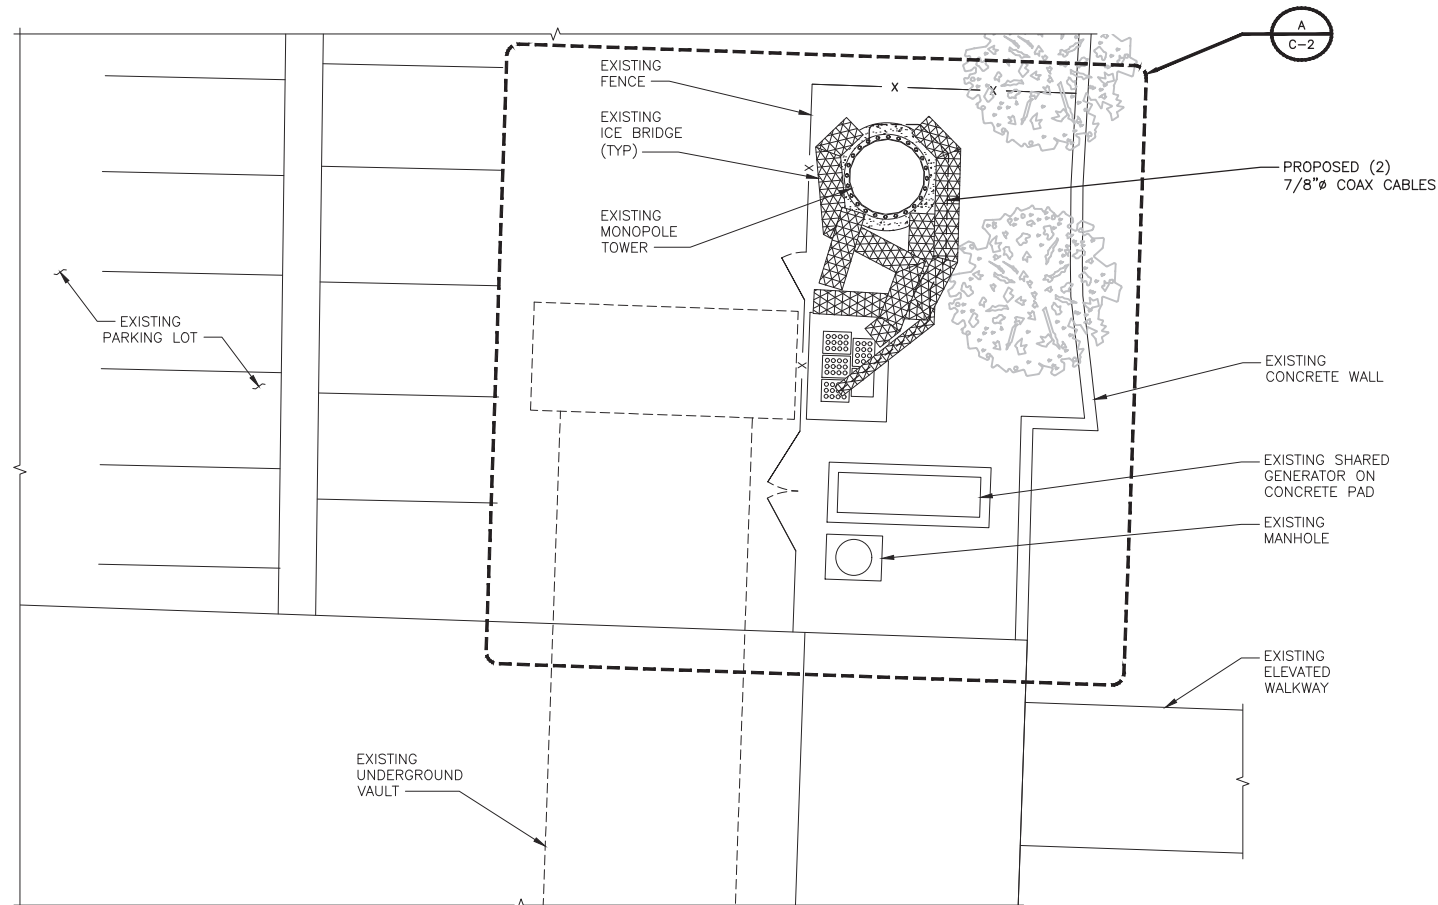 A
C-2
EXISTING
FENCE
X
X
EXISTING
ICE BRIDGE
(TYP)
X
PROPOSED (2)
7/8"ø COAX CABLES
EXISTING
MONOPOLE
TOWER
EXISTING
PARKING LOT
X
EXISTING
CONCRETE WALL
EXISTING SHARED
GENERATOR ON
CONCRETE PAD
EXISTING
MANHOLE
EXISTING
ELEVATED
WALKWAY
EXISTING
UNDERGROUND
VAULT